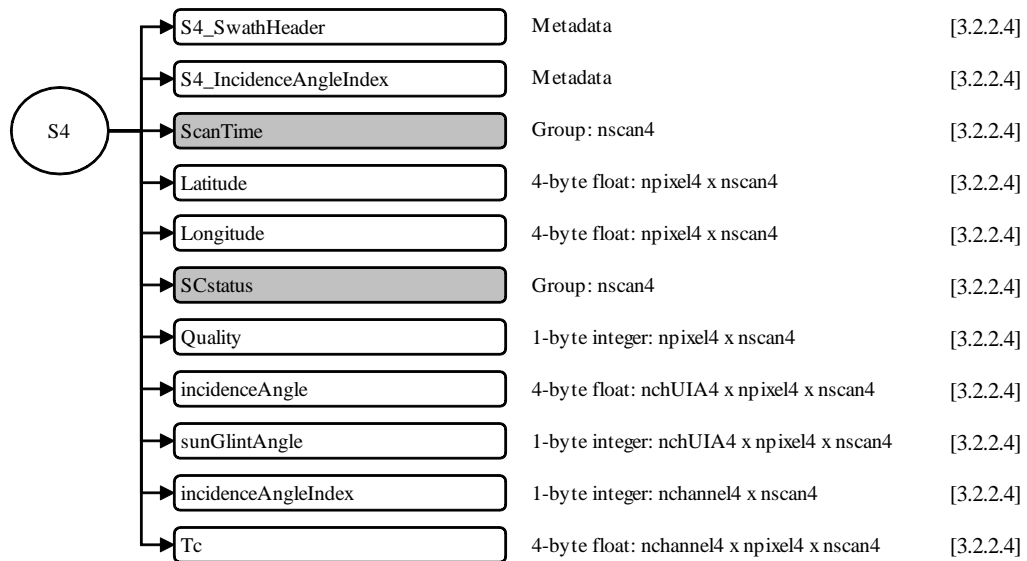 S4_SwathHeader Metadata [3.2.2.4]
S4_IncidenceAngleIndex Metadata [3.2.2.4]
S4 ScanTime Group: nscan4 [3.2.2.4]
Latitude 4-byte float: npixel4 x nscan4 [3.2.2.4]
Longitude 4-byte float: npixel4 x nscan4 [3.2.2.4]
SCstatus Group: nscan4 [3.2.2.4]
Quality 1-byte integer: npixel4 x nscan4 [3.2.2.4]
incidenceAngle 4-byte float: nchUIA4 x npixel4 x nscan4 [3.2.2.4]
sunGlintAngle 1-byte integer: nchUIA4 x npixel4 x nscan4 [3.2.2.4]
incidenceAngleIndex 1-byte integer: nchannel4 x nscan4 [3.2.2.4]
Tc 4-byte float: nchannel4 x npixel4 x nscan4 [3.2.2.4]